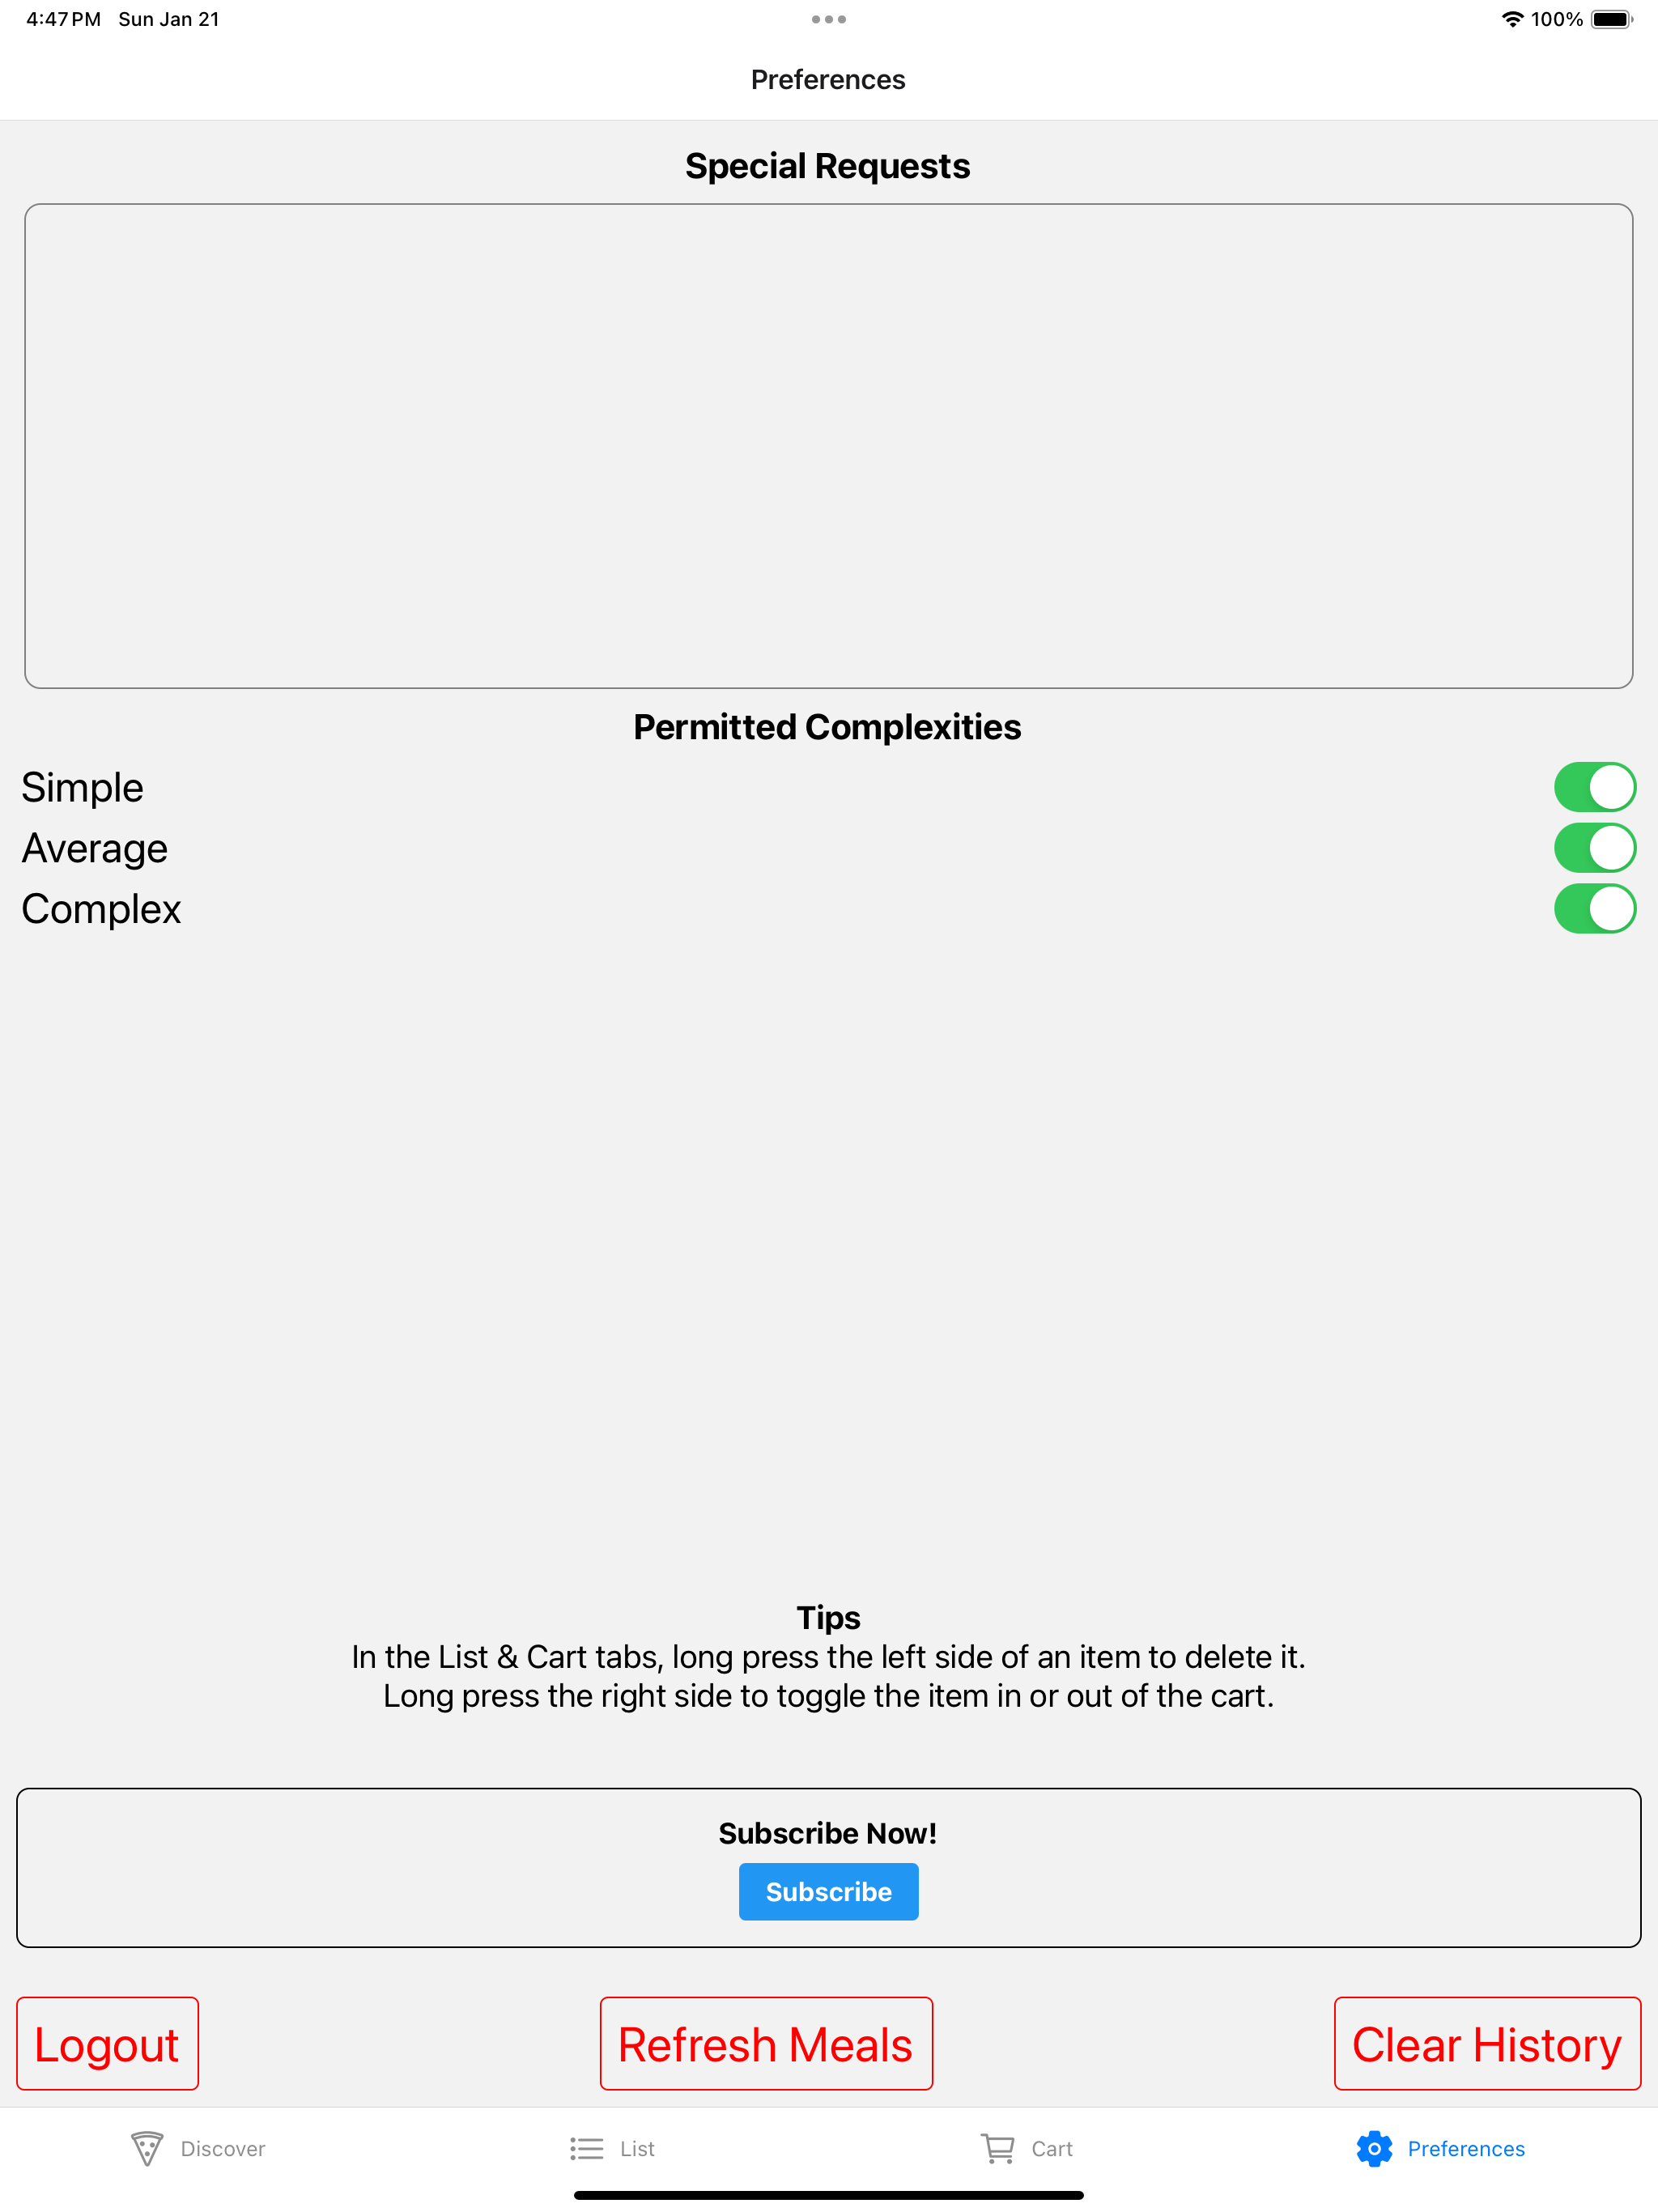 4:47 PM Sun Jan 21 100%
Preferences
Special Requests
Permitted Complexities
Simple
Average
Complex
Tips
In the List & Cart tabs, long press the left side of an item to delete it.
Long press the right side to toggle the item in or out of the cart.
Subscribe Now!
Subscribe
Logout Refresh Meals Clear History
Discover List Cart Preferences